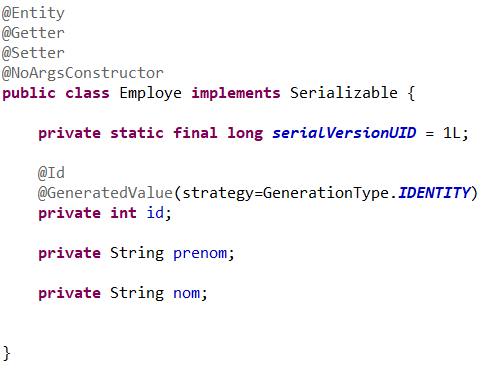 @Entity
@Getter
@Setter
@NoArgsConstructor
public class Employe implements Serializable {
private static final long serialVersionUID = 1L;
@Id
@GeneratedValue(strategy=GenerationType.IDENTITY)
private int id;
private String prenom;
private String nom;
}